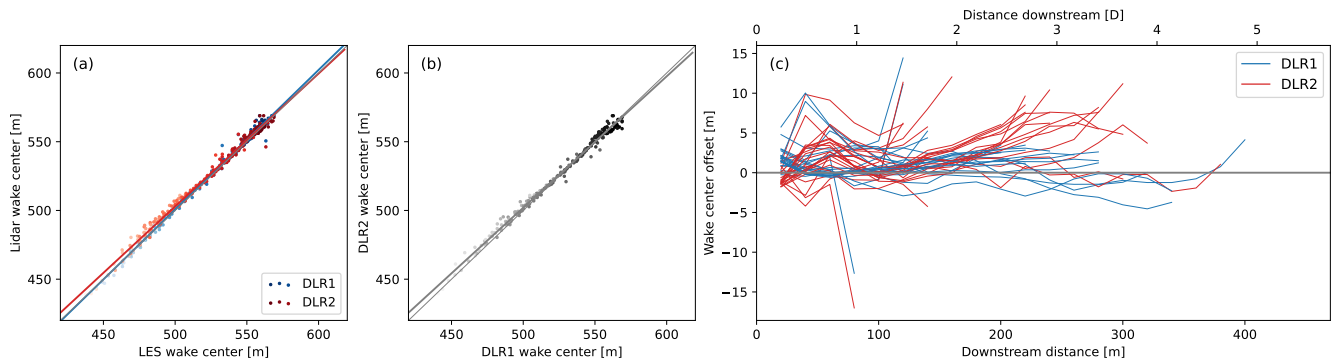 (a)
Lidar wake center [m]
600
550
500
450
450
500
550
600
LES wake center [m]
DLR1
DLR2
(b)
DLR2 wake center [m]
600
550
500
450
450
500
550
600
DLR1 wake center [m]
Distance downstream [D]
0
1
2
3
4
5
(c)
Wake center offset [m]
15
10
5
0
−5
−10
−15
DLR1
DLR2
0
100
200
300
400
Downstream distance [m]